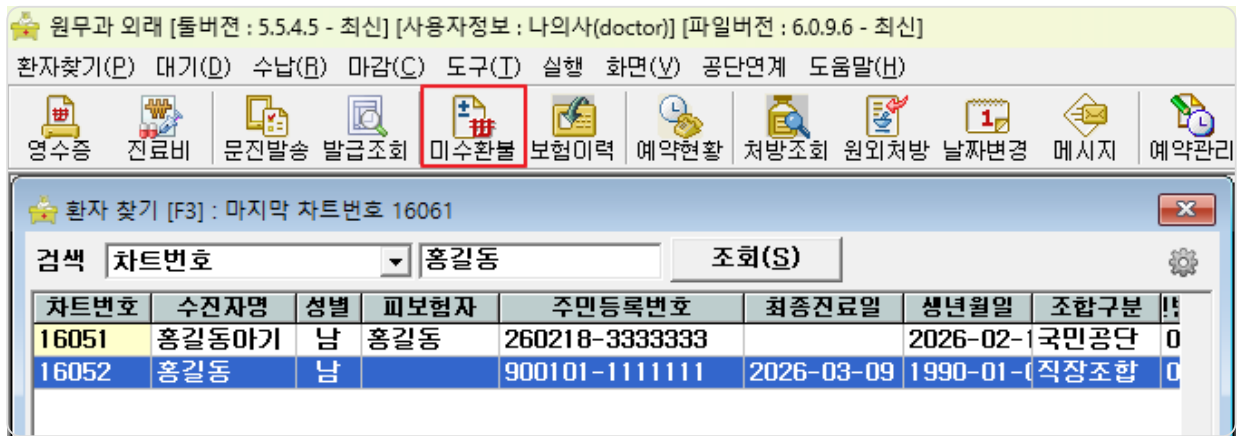 원무과 외래 [툴버젼 : 5.5.4.5 - 최신] [사용자정보 : 나의사(doctor)] [파일버전 : 6.0.9.6 - 최신]
환자찾기(P) 대기(D) 수납(R) 마감(C) 도구(T) 실행 화면(V) 공단연계 도움말(H)
영수증 진료비 문진발송 발급조회 미수환불 보험이력 예약현황 처방조회 원외처방 날짜변경 메시지 예약관리
환자 찾기 [F3] : 마지막 차트번호 16061
검색 차트번호 홍길동 조회(S)
차트번호 수진자명 성별 피보험자 주민등록번호 최종진료일 생년월일 조합구분
16051 홍길동아기 남 홍길동 260218-3333333 2026-02-1 국민공단 0
16052 홍길동 남 900101-1111111 2026-03-09 1990-01-0 직장조합 0